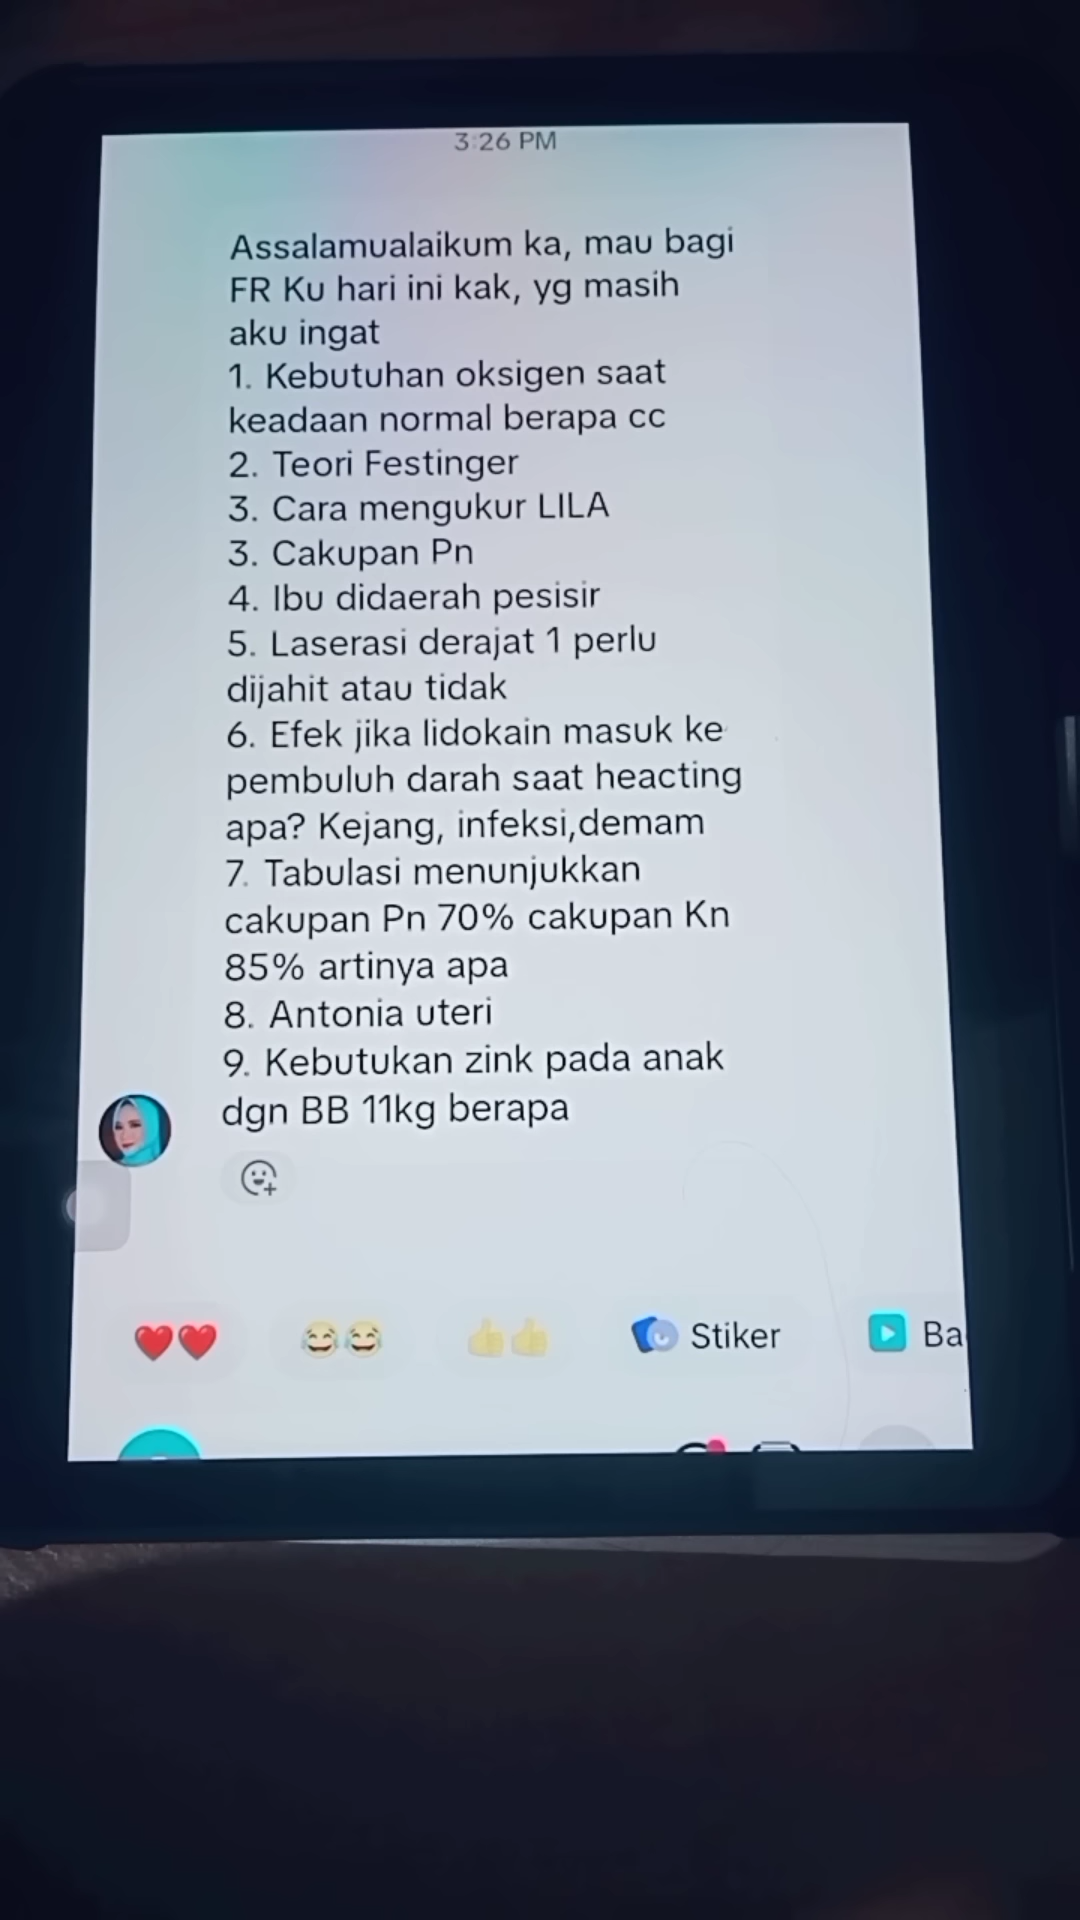 3:26 PM
Assalamualaikum ka, mau bagi
FR Ku hari ini kak, yg masih
aku ingat
1. Kebutuhan oksigen saat
keadaan normal berapa cc
2. Teori Festinger
3. Cara mengukur LILA
3. Cakupan Pn
4. Ibu didaerah pesisir
5. Laserasi derajat 1 perlu
dijahit atau tidak
6. Efek jika lidokain masuk ke
pembuluh darah saat heacting
apa? Kejang, infeksi,demam
7. Tabulasi menunjukkan
cakupan Pn 70% cakupan Kn
85% artinya apa
8. Antonia uteri
9. Kebutukan zink pada anak
dgn BB 11kg berapa
Stiker
Ba